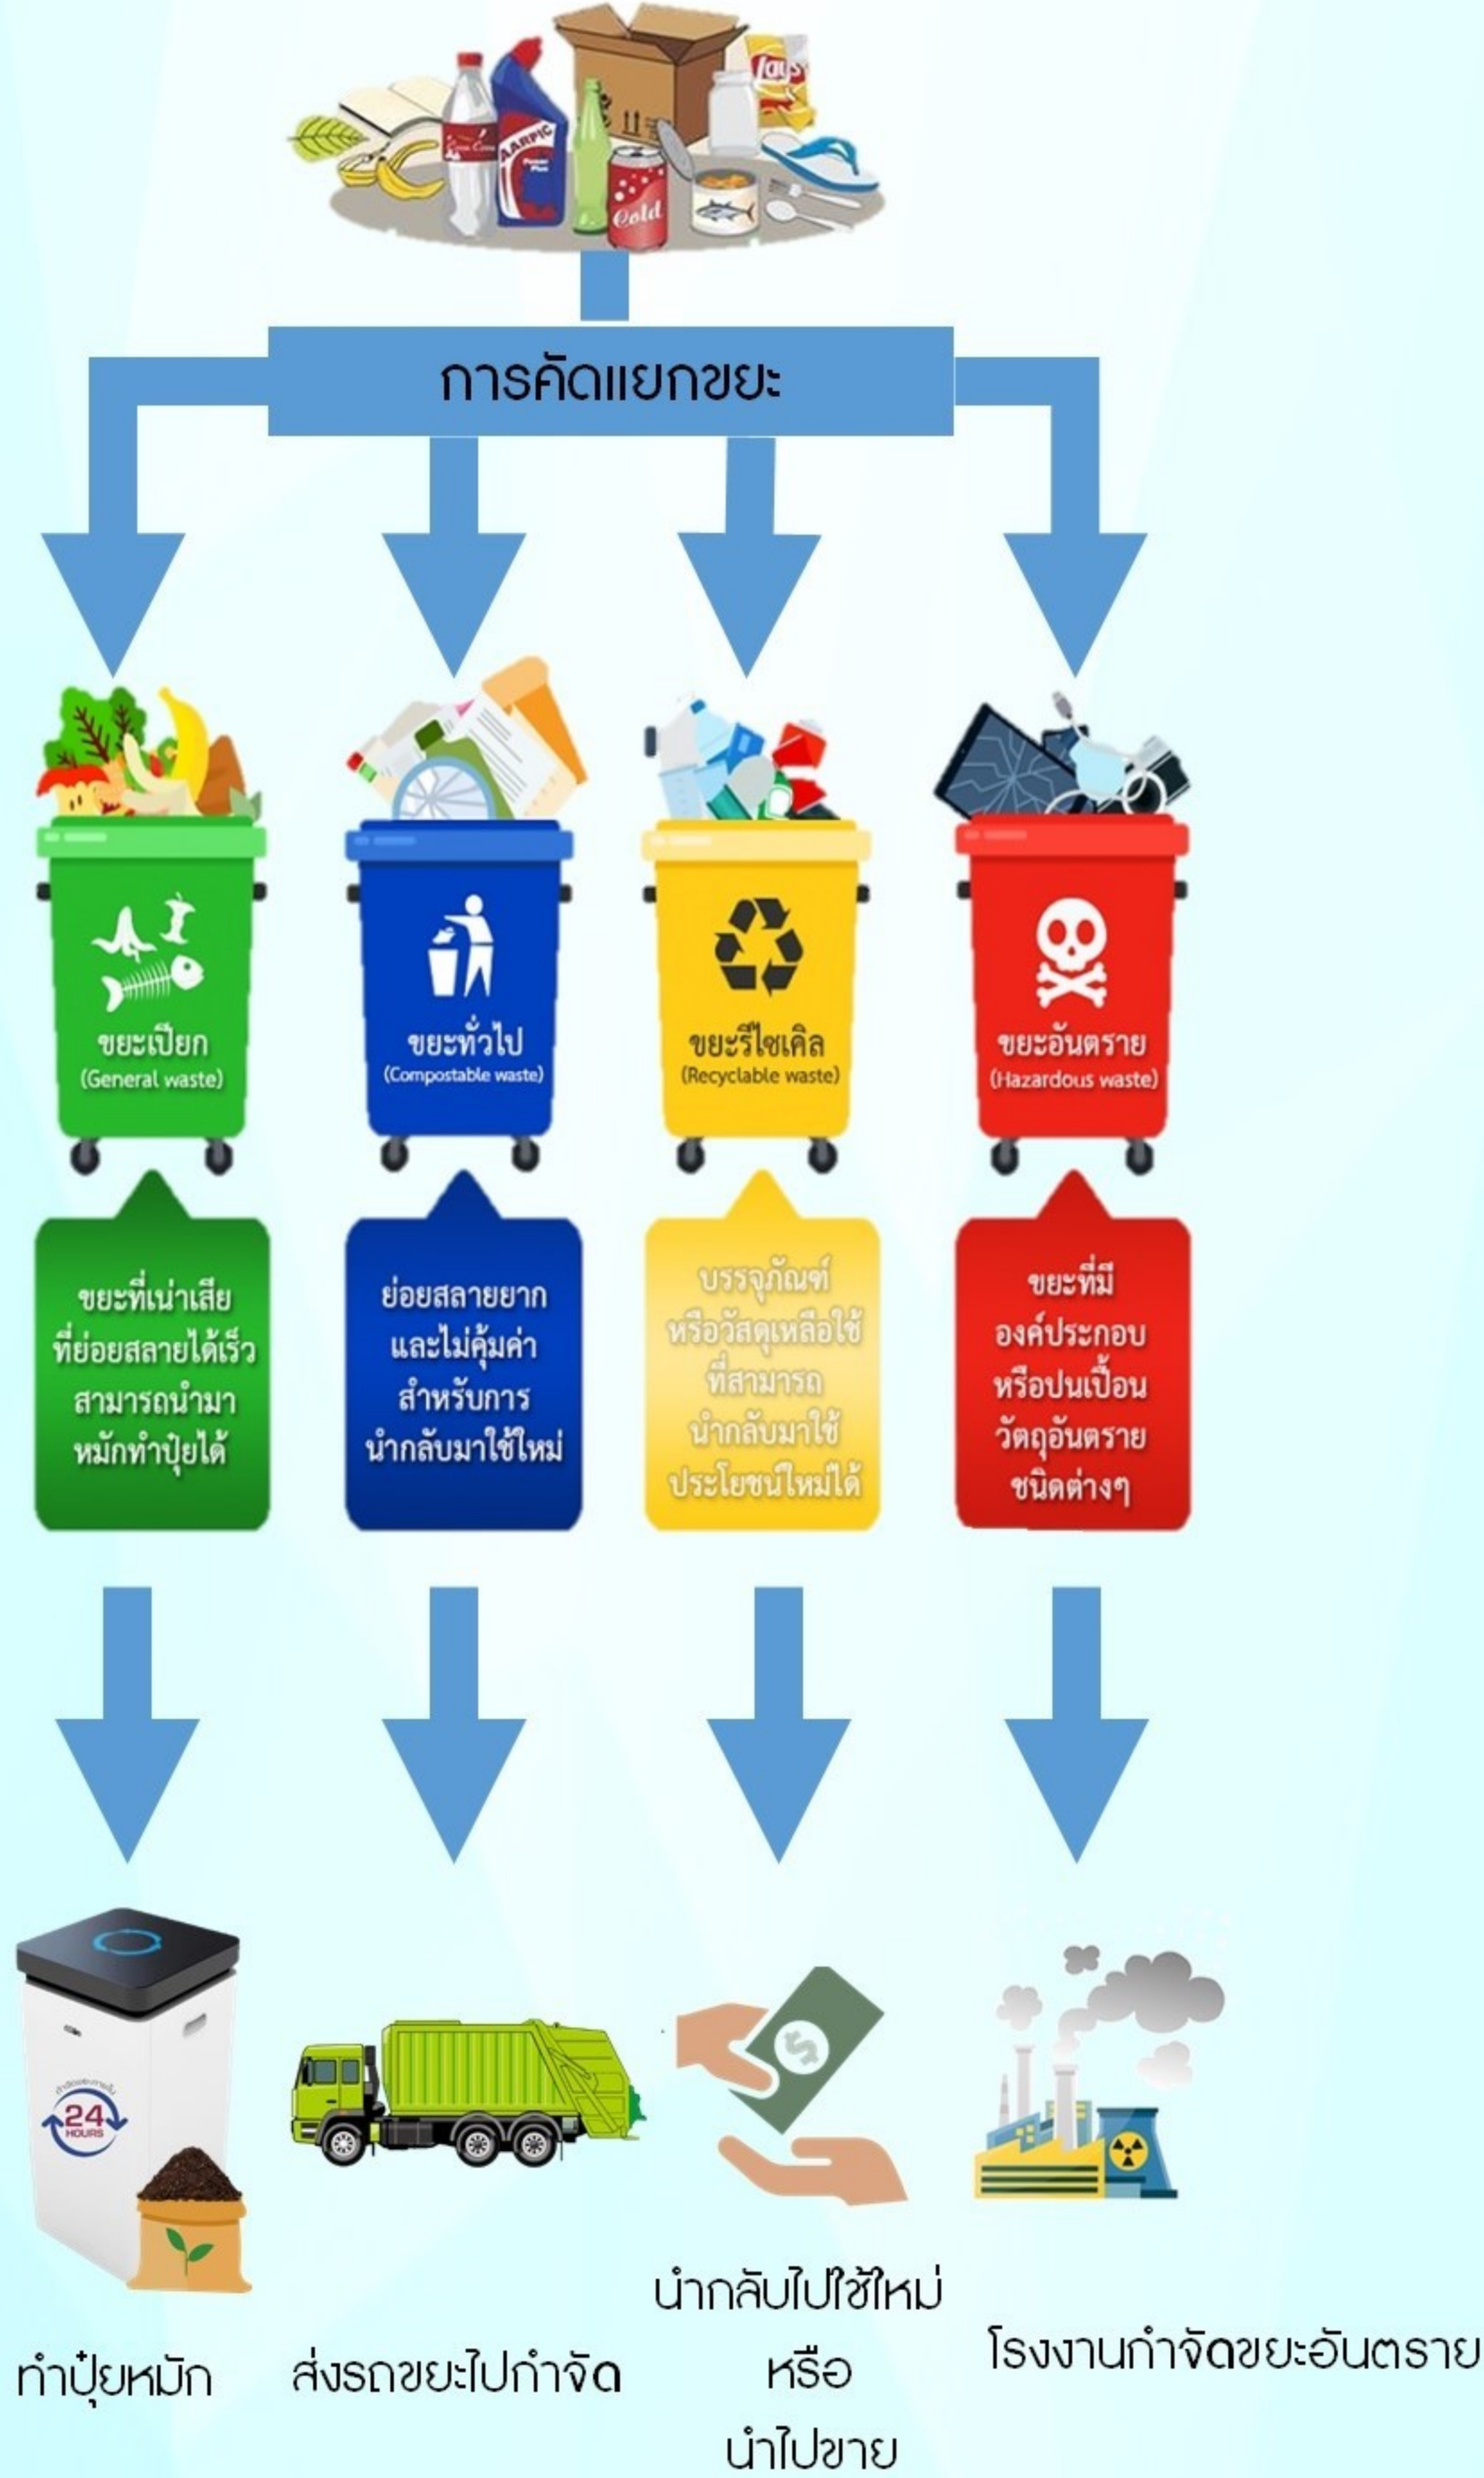 Lay's
AARPIC
Power
Plus
Cold
การคัดแยกขยะ
ขยะเปียก
(General waste)
ขยะทั่วไป
(Compostable waste)
ขยะรีไซเคิล
(Recyclable waste)
ขยะอันตราย
(Hazardous waste)
ขยะที่เน่าเสีย
ที่ย่อยสลายได้เร็ว
สามารถนำมา
หมักทำปุ๋ยได้
ย่อยสลายยาก
และไม่คุ้มค่า
สำหรับการ
นำกลับมาใช้ใหม่
บรรจุภัณฑ์
หรือวัสดุเหลือใช้
ที่สามารถ
นำกลับมาใช้
ประโยชน์ใหม่ได้
ขยะที่มี
องค์ประกอบ
หรือปนเปื้อน
วัตถุอันตราย
ชนิดต่างๆ
24
HOURS
$
ทำปุ๋ยหมัก
ส่งรถขยะไปกำจัด
นำกลับไปใช้ใหม่
หรือ
นำไปขาย
โรงงานกำจัดขยะอันตราย